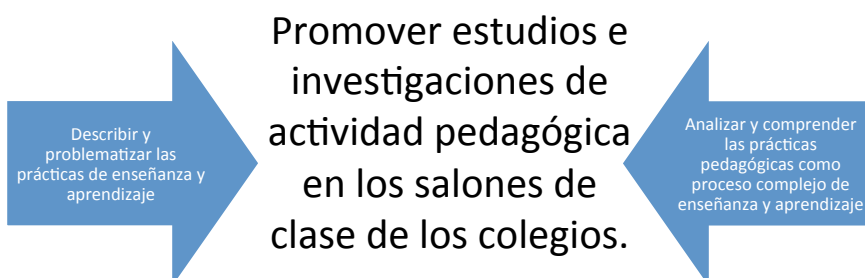 Describir y
problematizar las
prácticas de enseñanza y
aprendizaje
Promover estudios e
investigaciones de
actividad pedagógica
en los salones de
clase de los colegios.
Analizar y comprender
las prácticas
pedagógicas como
proceso complejo de
enseñanza y aprendizaje